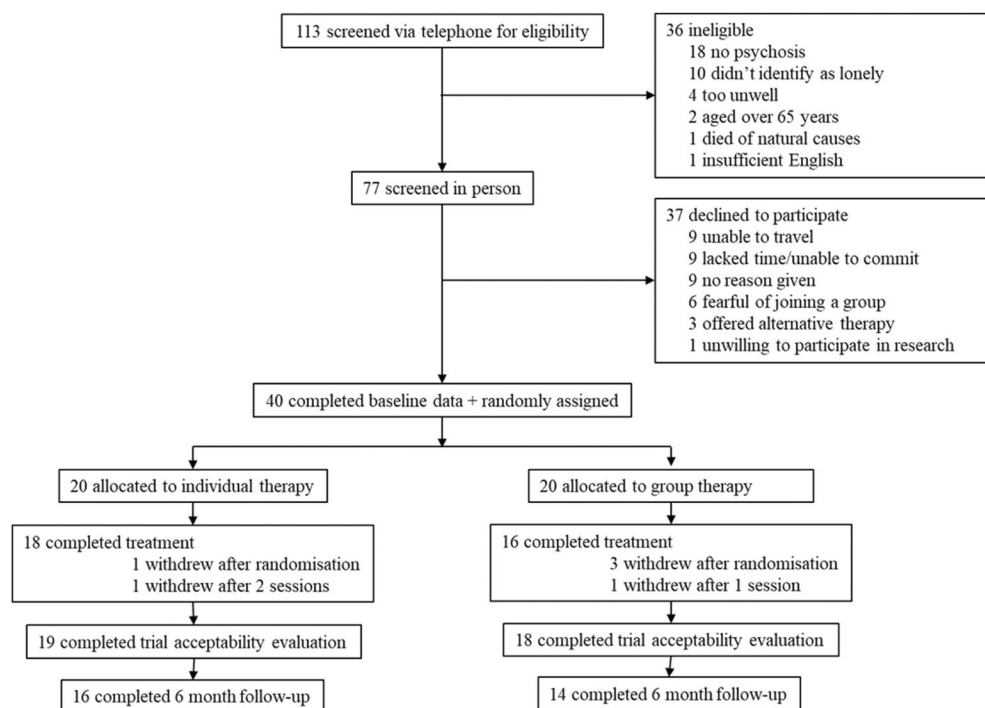 113 screened via telephone for eligibility
36 ineligible
18 no psychosis
10 didn't identify as lonely
4 too unwell
2 aged over 65 years
1 died of natural causes
1 insufficient English
77 screened in person
37 declined to participate
9 unable to travel
9 lacked time/unable to commit
9 no reason given
6 fearful of joining a group
3 offered alternative therapy
1 unwilling to participate in research
40 completed baseline data + randomly assigned
20 allocated to individual therapy
20 allocated to group therapy
18 completed treatment
1 withdrew after randomisation
1 withdrew after 2 sessions
16 completed treatment
3 withdrew after randomisation
1 withdrew after 1 session
19 completed trial acceptability evaluation
18 completed trial acceptability evaluation
16 completed 6 month follow-up
14 completed 6 month follow-up